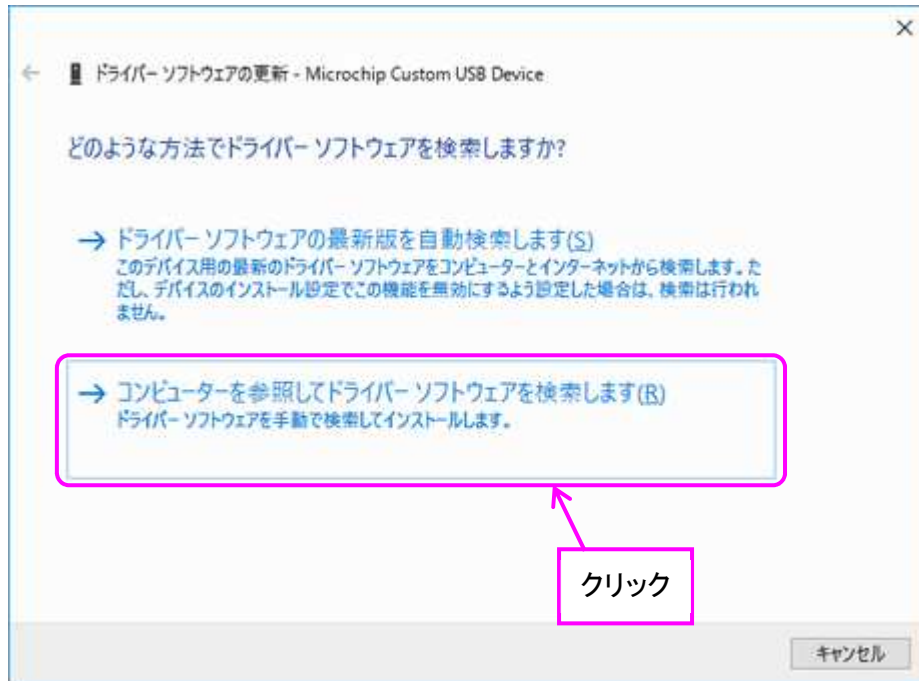 ドライバー ソフトウェアの更新 - Microchip Custom USB Device
どのような方法でドライバー ソフトウェアを検索しますか?
→ ドライバー ソフトウェアの最新版を自動検索します(S)
このデバイス用の最新のドライバー ソフトウェアをコンピューターとインターネットから検索します。た
だし、デバイスのインストール設定でこの機能を無効にするよう設定した場合は、検索は行われ
ません。
→ コンピューターを参照してドライバー ソフトウェアを検索します(R)
ドライバー ソフトウェアを手動で検索してインストールします。
クリック
キャンセル